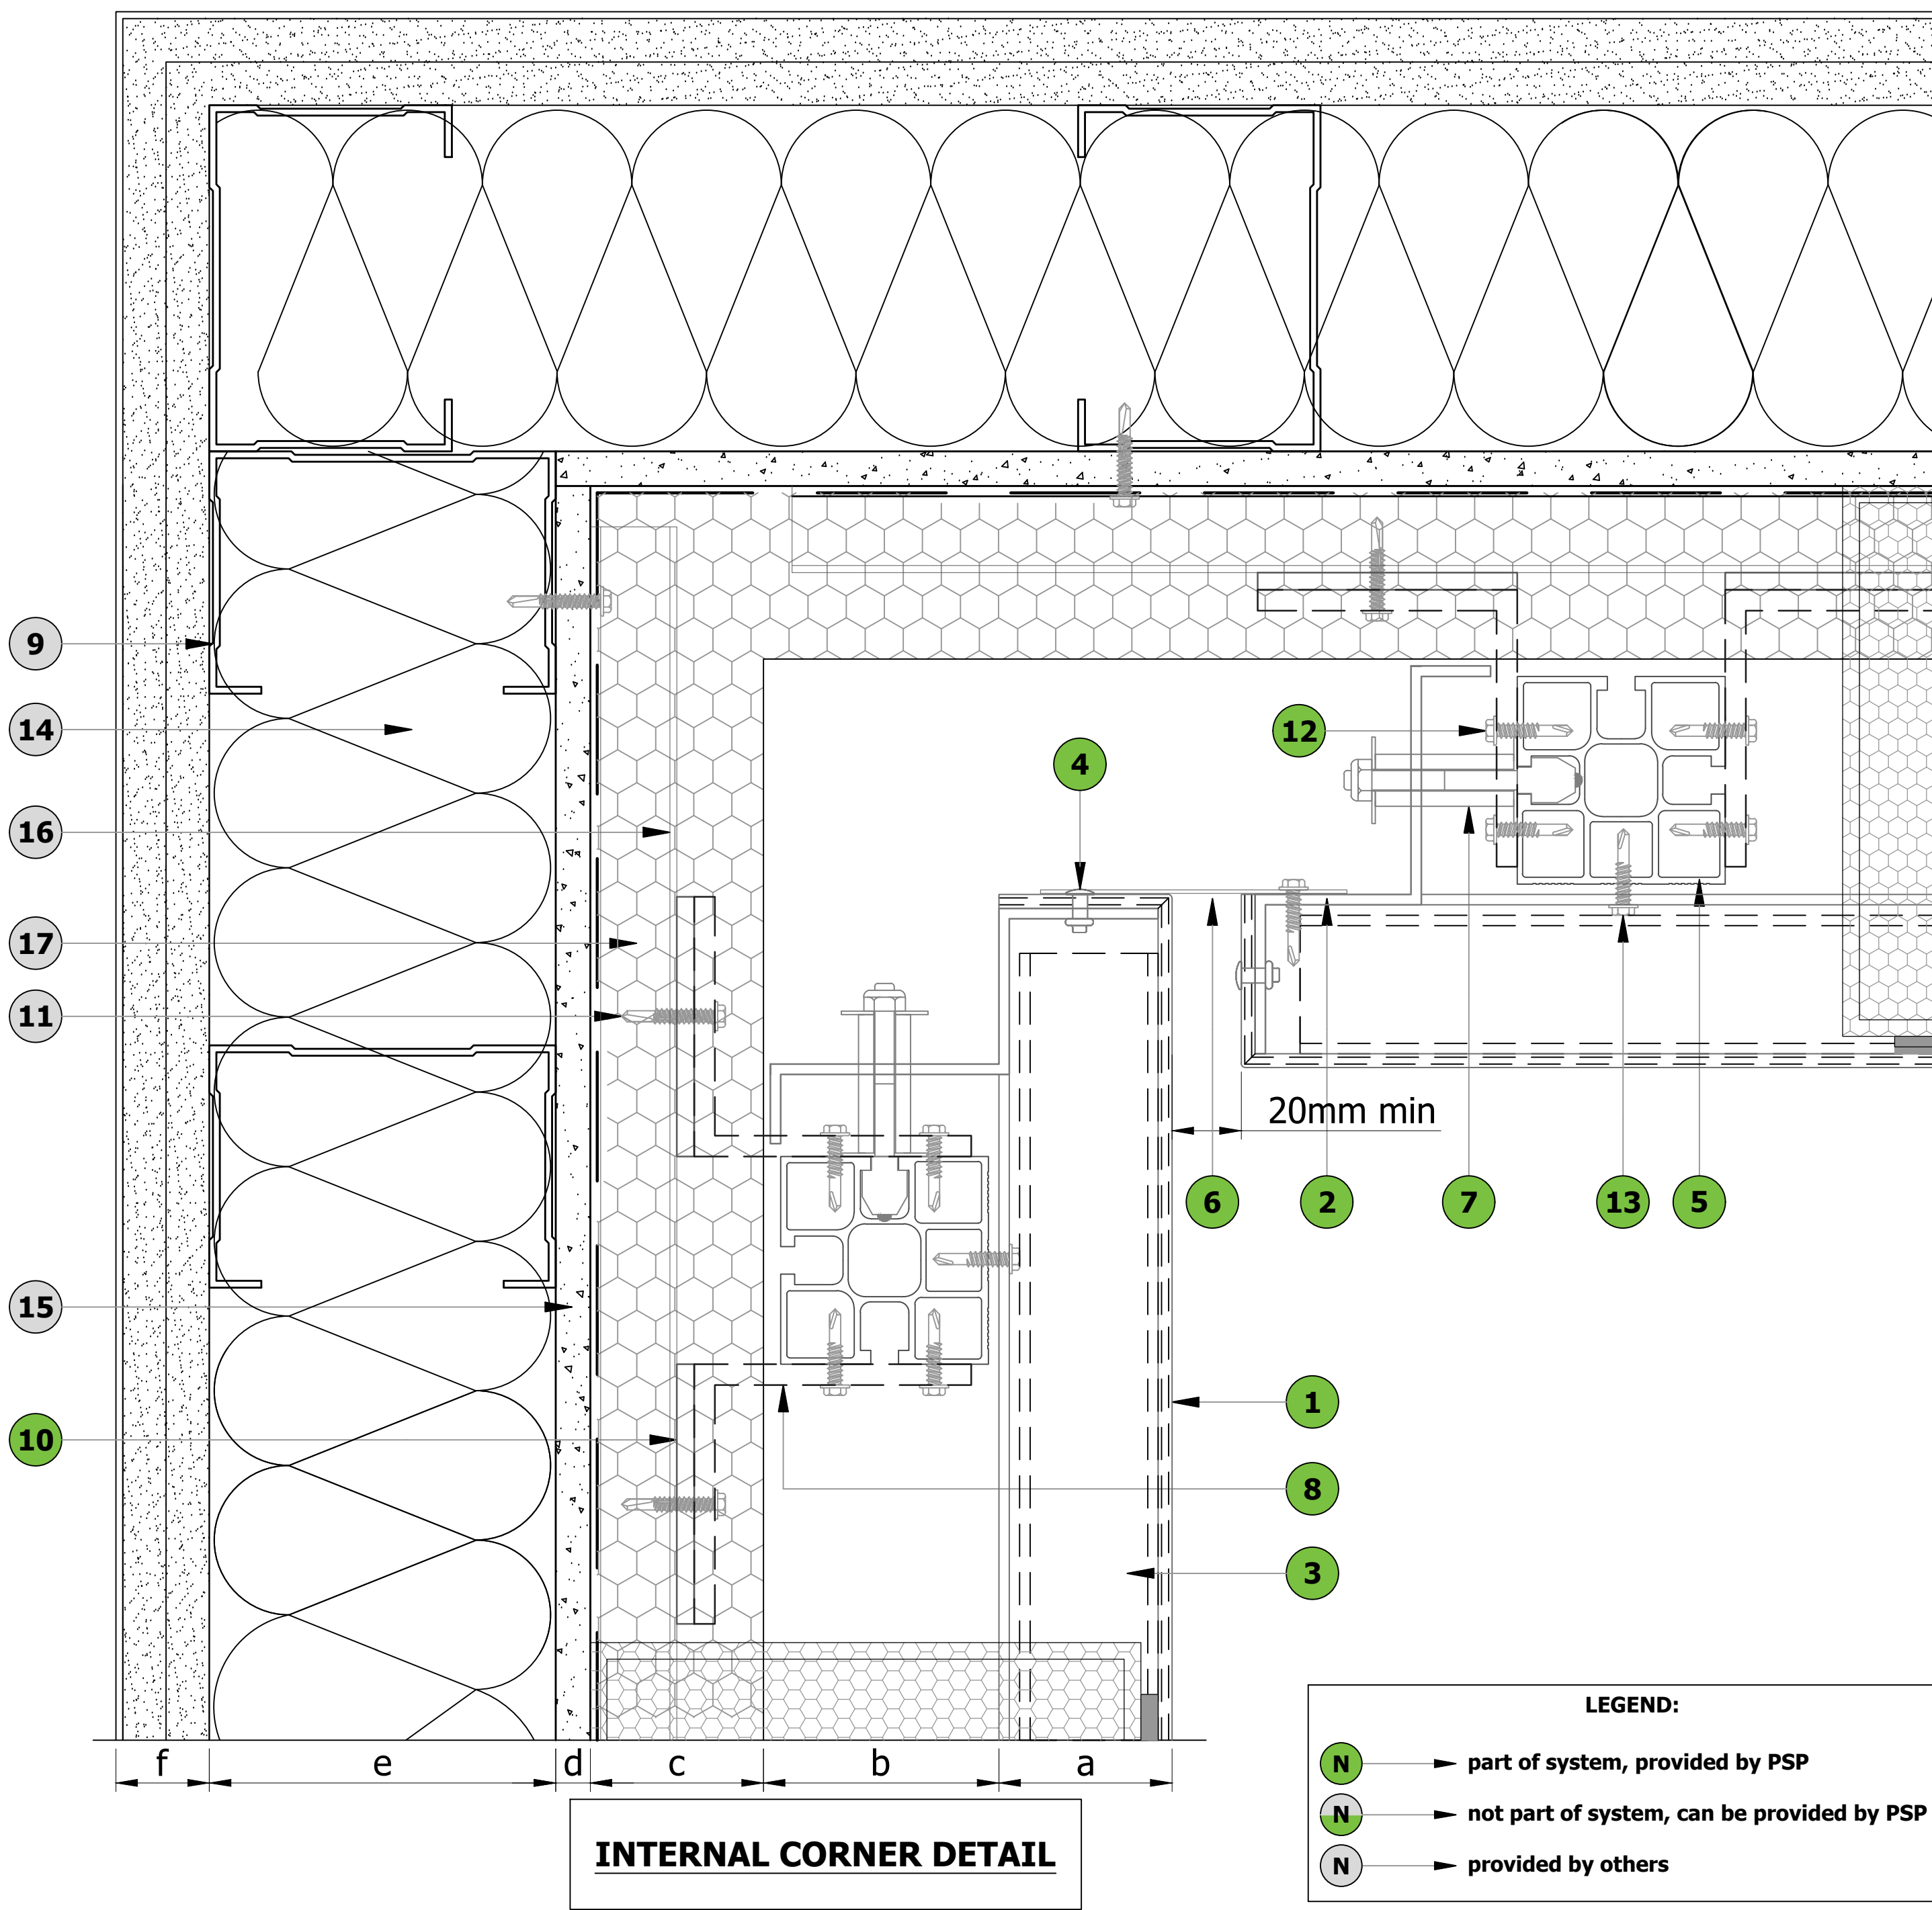 9
14
12
4
16
17
11
20mm min
6
2
7
13
5
15
1
10
8
3
f
e
d
c
b
a
INTERNAL CORNER DETAIL
LEGEND:
N part of system, provided by PSP
N not part of system, can be provided by PSP
N provided by others